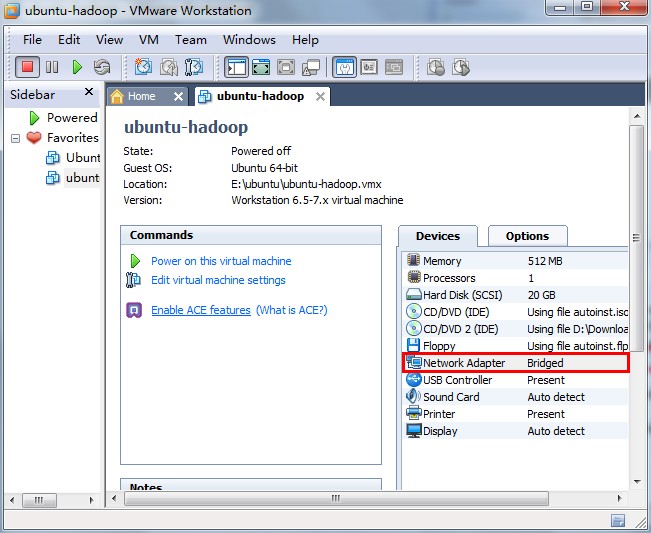 ubuntu-hadoop - VMware Workstation
File Edit View VM Team Windows Help
Sidebar
Powered
Favorites
Ubunt
ubunt
Home
ubuntu-hadoop
ubuntu-hadoop
State: Powered off
Guest OS: Ubuntu 64-bit
Location: E:\ubuntu\ubuntu-hadoop.vmx
Version: Workstation 6.5-7.x virtual machine
Commands
Power on this virtual machine
Edit virtual machine settings
Enable ACE features (What is ACE?)
Notes
Devices Options
Memory 512 MB
Processors 1
Hard Disk (SCSI) 20 GB
CD/DVD (IDE) Using file autoinst.iso
CD/DVD 2 (IDE) Using file D:\Downloa
Floppy Using file autoinst.flp
Network Adapter Bridged
USB Controller Present
Sound Card Auto detect
Printer Present
Display Auto detect